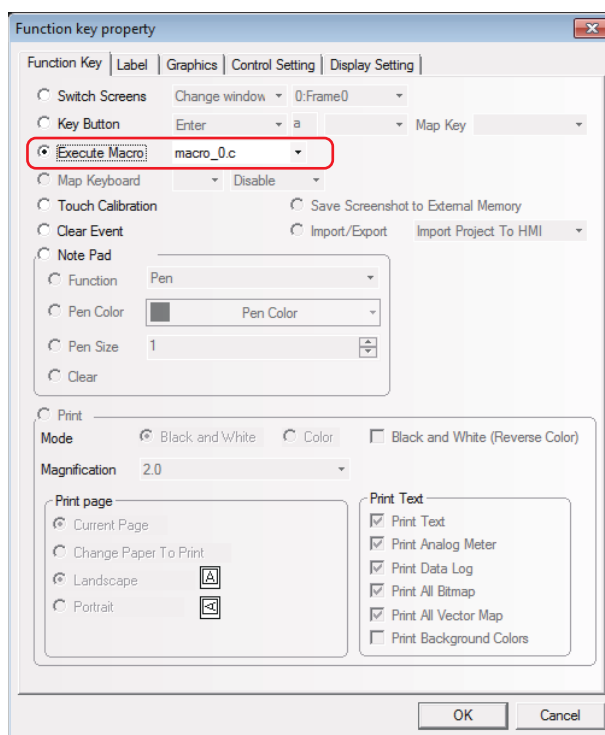 Function key property
Function Key Label Graphics Control Setting Display Setting
Switch Screens Change window 0:Frame0
Key Button Enter a Map Key
Execute Macro macro_0.c
Map Keyboard Disable
Touch Calibration Save Screenshot to External Memory
Clear Event Import/Export Import Project To HMI
Note Pad
Function Pen
Pen Color Pen Color
Pen Size 1
Clear
Print
Mode Black and White Color Black and White (Reverse Color)
Magnification 2.0
Print page
Current Page
Change Paper To Print
Landscape A
Portrait A
Print Text
Print Text
Print Analog Meter
Print Data Log
Print All Bitmap
Print All Vector Map
Print Background Colors
OK Cancel